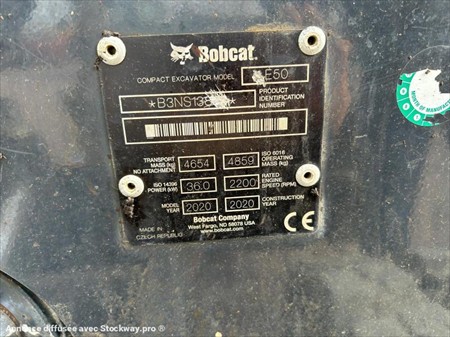 Bobcat.
COMPACT EXCAVATOR MODEL E50
PRODUCT IDENTIFICATION NUMBER
TRANSPORT MASS (kg) NO ATTACHMENT 4654 4859 ISO 6016 OPERATING MASS (kg)
ISO 14396 POWER (kW) 36.0 2200 RATED ENGINE SPEED (RPM)
MODEL YEAR 2020 2020 CONSTRUCTION YEAR
Bobcat Company
West Fargo, ND 58078 USA
www.bobcat.com
MADE IN CZECH REPUBLIC
CE
Annonce diffusée avec Stockway.pro ®